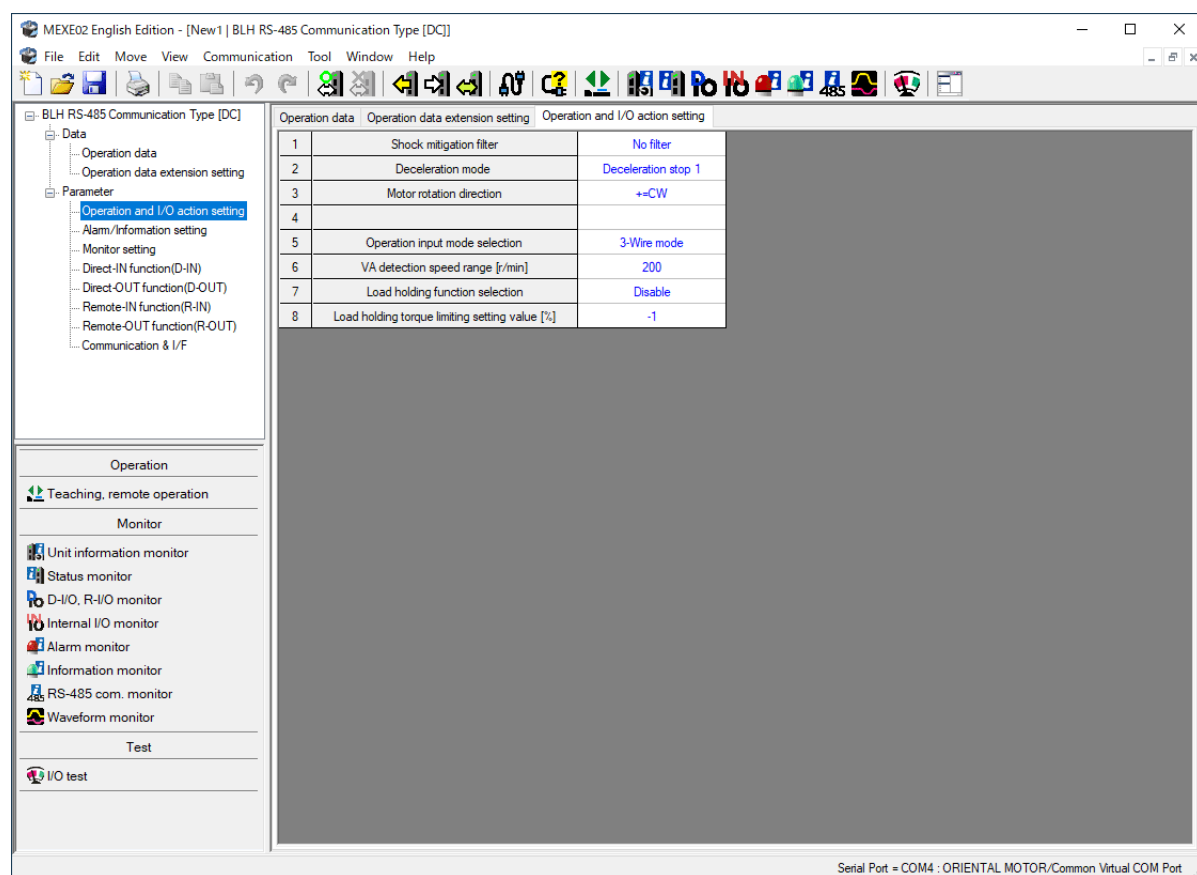 MEXE02 English Edition - [New1 | BLH RS-485 Communication Type [DC]]
File Edit Move View Communication Tool Window Help
BLH RS-485 Communication Type [DC]
Data
Operation data
Operation data extension setting
Parameter
Operation and I/O action setting
Alarm/Information setting
Monitor setting
Direct-IN function(D-IN)
Direct-OUT function(D-OUT)
Remote-IN function(R-IN)
Remote-OUT function(R-OUT)
Communication & I/F
Operation
Teaching, remote operation
Monitor
Unit information monitor
Status monitor
D-I/O, R-I/O monitor
Internal I/O monitor
Alarm monitor
Information monitor
RS-485 com. monitor
Waveform monitor
Test
I/O test
Operation data Operation data extension setting Operation and I/O action setting
1 Shock mitigation filter No filter
2 Deceleration mode Deceleration stop 1
3 Motor rotation direction +=CW
4
5 Operation input mode selection 3-Wire mode
6 VA detection speed range [r/min] 200
7 Load holding function selection Disable
8 Load holding torque limiting setting value [%] -1
Serial Port = COM4 : ORIENTAL MOTOR/Common Virtual COM Port